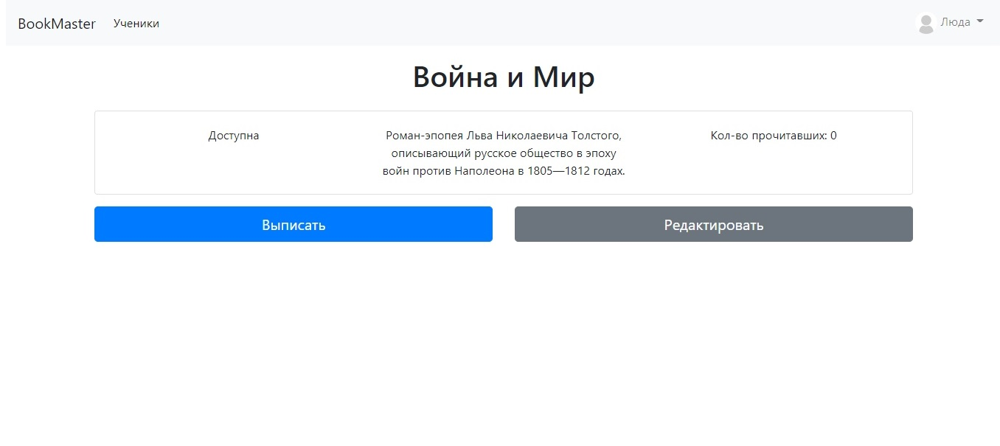 BookMaster Ученики Люда
Война и Мир
Доступна
Роман-эпопея Льва Николаевича Толстого,
описывающий русское общество в эпоху
войн против Наполеона в 1805—1812 годах.
Кол-во прочитавших: 0
Выписать
Редактировать